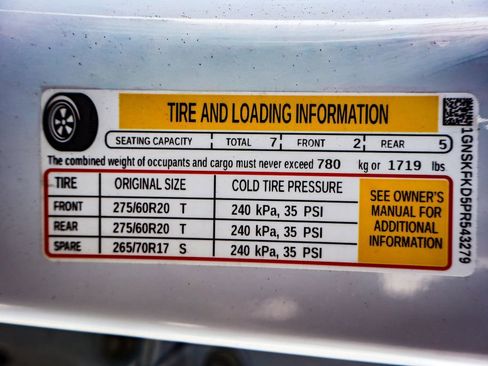 TIRE AND LOADING INFORMATION
SEATING CAPACITY TOTAL 7 FRONT 2 REAR 5
The combined weight of occupants and cargo must never exceed 780 kg or 1719 lbs
TIRE ORIGINAL SIZE COLD TIRE PRESSURE
FRONT 275/60R20 T 240 kPa, 35 PSI
REAR 275/60R20 T 240 kPa, 35 PSI
SPARE 265/70R17 S 240 kPa, 35 PSI
SEE OWNER'S
MANUAL FOR
ADDITIONAL
INFORMATION
1GNSKFKD5PR543279